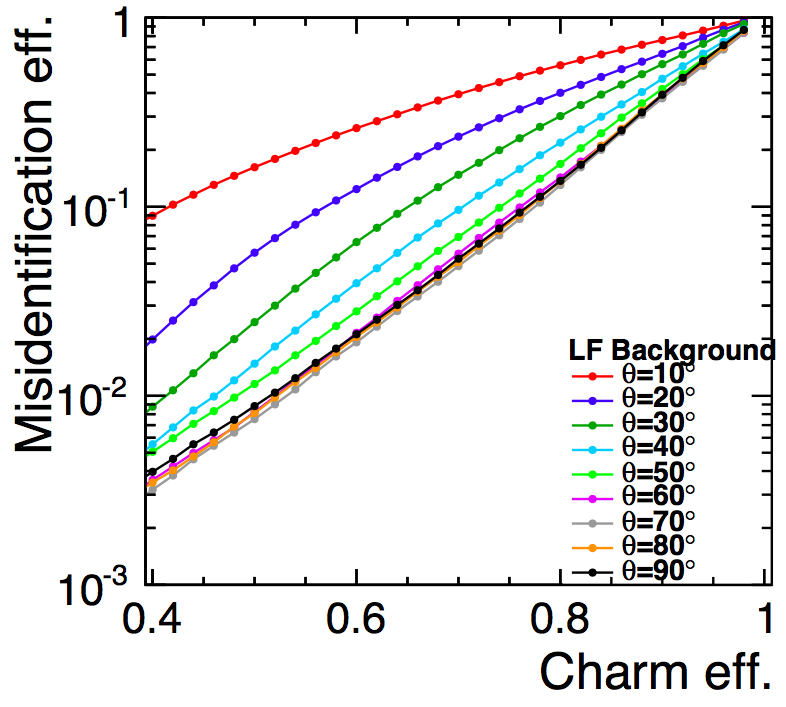 Misidentification eff.
1
10⁻¹
10⁻²
10⁻³
LF Background
θ=10°
θ=20°
θ=30°
θ=40°
θ=50°
θ=60°
θ=70°
θ=80°
θ=90°
0.4 0.6 0.8 1
Charm eff.